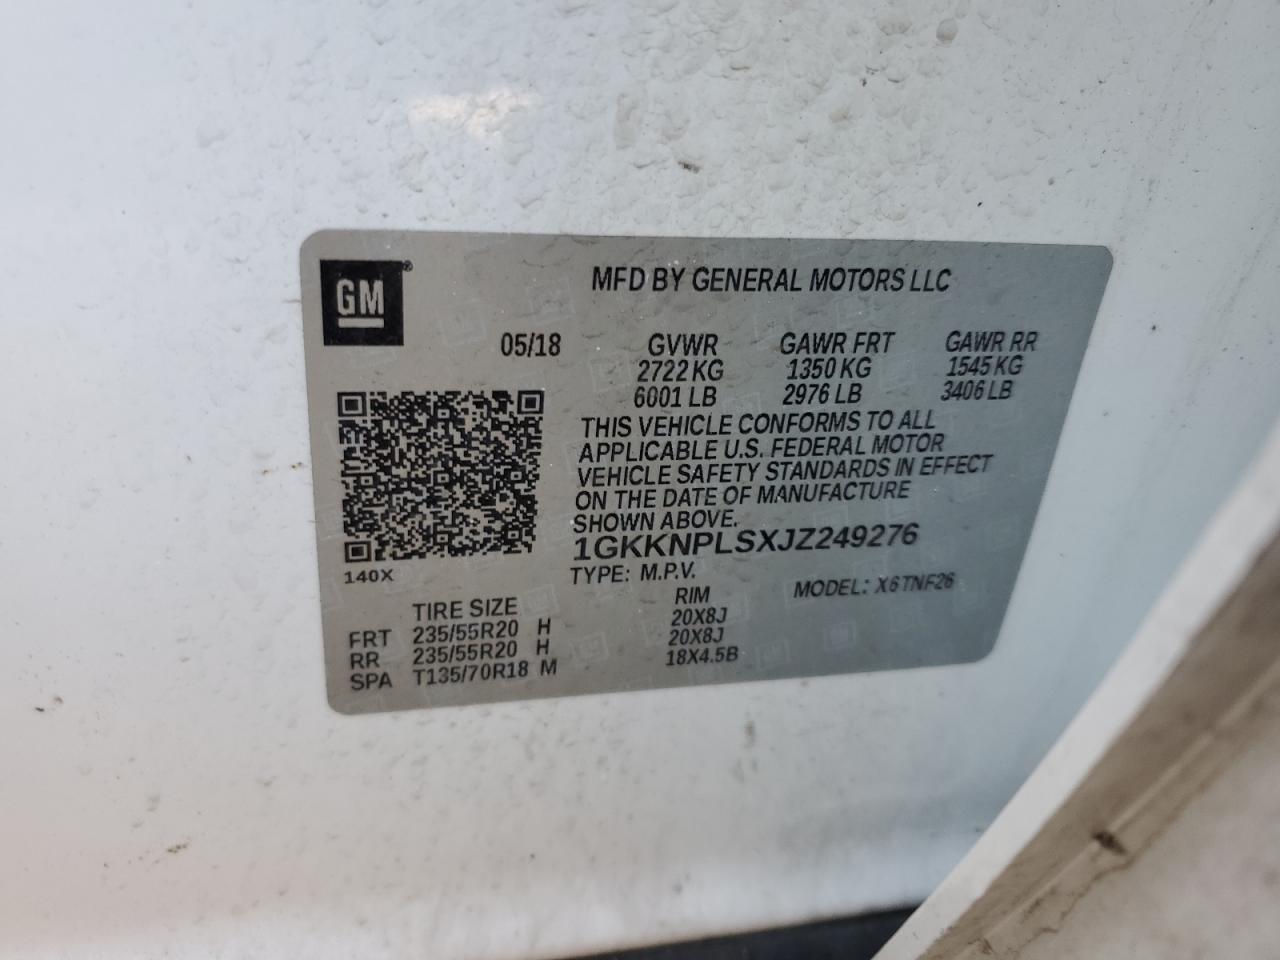 GM®
MFD BY GENERAL MOTORS LLC
05/18 GVWR GAWR FRT GAWR RR
2722 KG 1350 KG 1545 KG
6001 LB 2976 LB 3406 LB
THIS VEHICLE CONFORMS TO ALL
APPLICABLE U.S. FEDERAL MOTOR
VEHICLE SAFETY STANDARDS IN EFFECT
ON THE DATE OF MANUFACTURE
SHOWN ABOVE.
1GKKNPLSXJZ249276
140X
TYPE: M.P.V. MODEL: X6TNF26
TIRE SIZE RIM
FRT 235/55R20 H 20X8J
RR 235/55R20 H 20X8J
SPA T135/70R18 M 18X4.5B